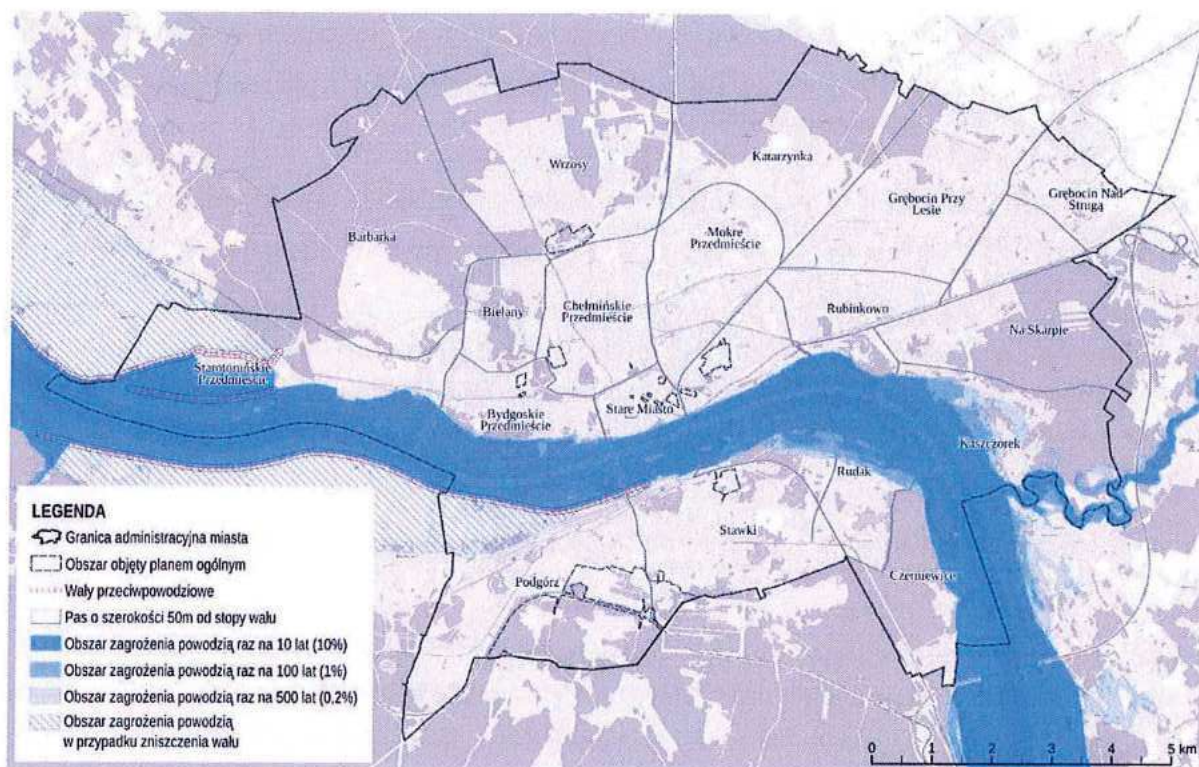 Wrzosy
Katarzynka
Grębocin Przy
Lesie
Grębocin Nad
Strugą
Barbarka
Mokre
Przedmieście
Bielany
Chełmińskie
Przedmieście
Rubinkowo
Na Skarpie
Starotoruńskie
Przedmieście
Bydgoskie
Przedmieście
Stare Miasto
Kaszczorek
Rudak
Stawki
Podgórz
Czerniewice
LEGENDA
Granica administracyjna miasta
Obszar objęty planem ogólnym
Wały przeciwpowodziowe
Pas o szerokości 50m od stopy wału
Obszar zagrożenia powodzią raz na 10 lat (10%)
Obszar zagrożenia powodzią raz na 100 lat (1%)
Obszar zagrożenia powodzią raz na 500 lat (0,2%)
Obszar zagrożenia powodzią
w przypadku zniszczenia wału
0 1 2 3 4 5 km